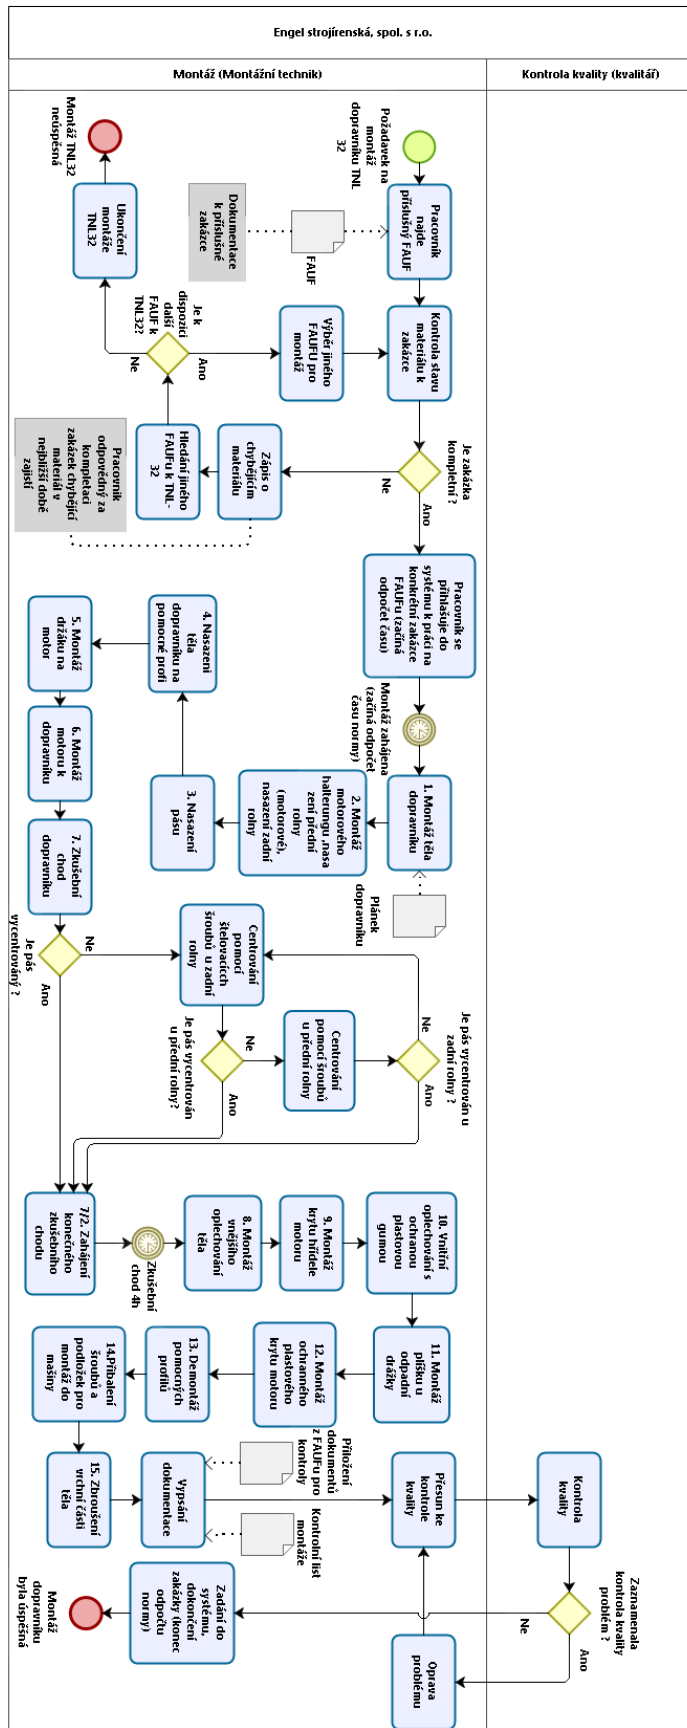 Engel strojírenská, spol. s r.o.
Montáž (Montážní technik)
Kontrola kvality (kvalitář)
Požadavek na
montáž
dopravníku TNL
32
Pracovník
najde
příslušný FAUF
FAUF
Dokumentace
k příslušné
zakázce
Kontrola stavu
materiálu k
zakázce
Je zakázka
kompletní ?
Ne
Ano
Zápis o
chybějícím
materiálu
Pracovník
odpovědný za
kompletaci
zakázek chybějící
materiál v
nejbližší době
zajistí
Hledání jiného
FAUFu k TNL-
32
Je k
dispozici
další
FAUF k
TNL32?
Ano
Ne
Výběr jiného
FAUFU pro
montáž
Ukončení
montáže
TNL32
Montáž TNL32
neúspěsná
Pracovník se
přihlašuje do
systému k práci na
konkrétní zakázce
FAUFu (začíná
odpočet času)
Montáž zahájena
(začíná odpočet
času normy)
1. Montáž těla
dopravníku
Plánek
dopravníku
2. Montáž
motorového
hallerungu ,nasa
zení přední
rolny
(motorové),
nasazení zadní
rolny
3. Nasazení
pásu
4. Nasazeni
těla
dopravníku na
pomocné profi
5. Montáž
držáku na
motor
6. Montáž
motoru k
dopravníku
7. Zkušební
chod
dopravníku
Je pás
vycentrováný ?
Ne
Ano
Centrování
pomocí
štelovacícch
šroubů u zadní
rolny
Je pás vycentrován
u přední rolny?
Ne
Ano
Centrování
pomocí šroubů
u přední rolny
Je pás vycentrován u
zadní rolny ?
Ne
Ano
7/2. Zahájení
konečného
zkušebního
chodu
Zkušební
chod 4h
8. Montáž
vnějšího
oplechování
těla
9. Montáž
krytu hřídele
motoru
10. Vnitřní
oplechování s
ochranou
plastovou
gumou
11. Montáž
plíšku u
odpadní
drážky
12. Montáž
ochranného
plastového
krytu motoru
13. Demontáž
pomocných
profilů
14.Přibalení
šroubů a
podložek pro
montáž do
mašiny
15. Zbroušení
vrchní části
těla
Vypsání
dokumentace
Přiložení
dokumentů
z FAUFu pro
kontroly
Kontrolní list
montáže
Přesun ke
kontrole
kvality
Kontrola
kvality
Zaznamenala
kontrola kvality
problém ?
Ne
Ano
Oprava
problému
Zadání do
systému,
dokončení
zakázky (konec
odpočtu
normy)
Montáž
dopravníku
byla úspěšná